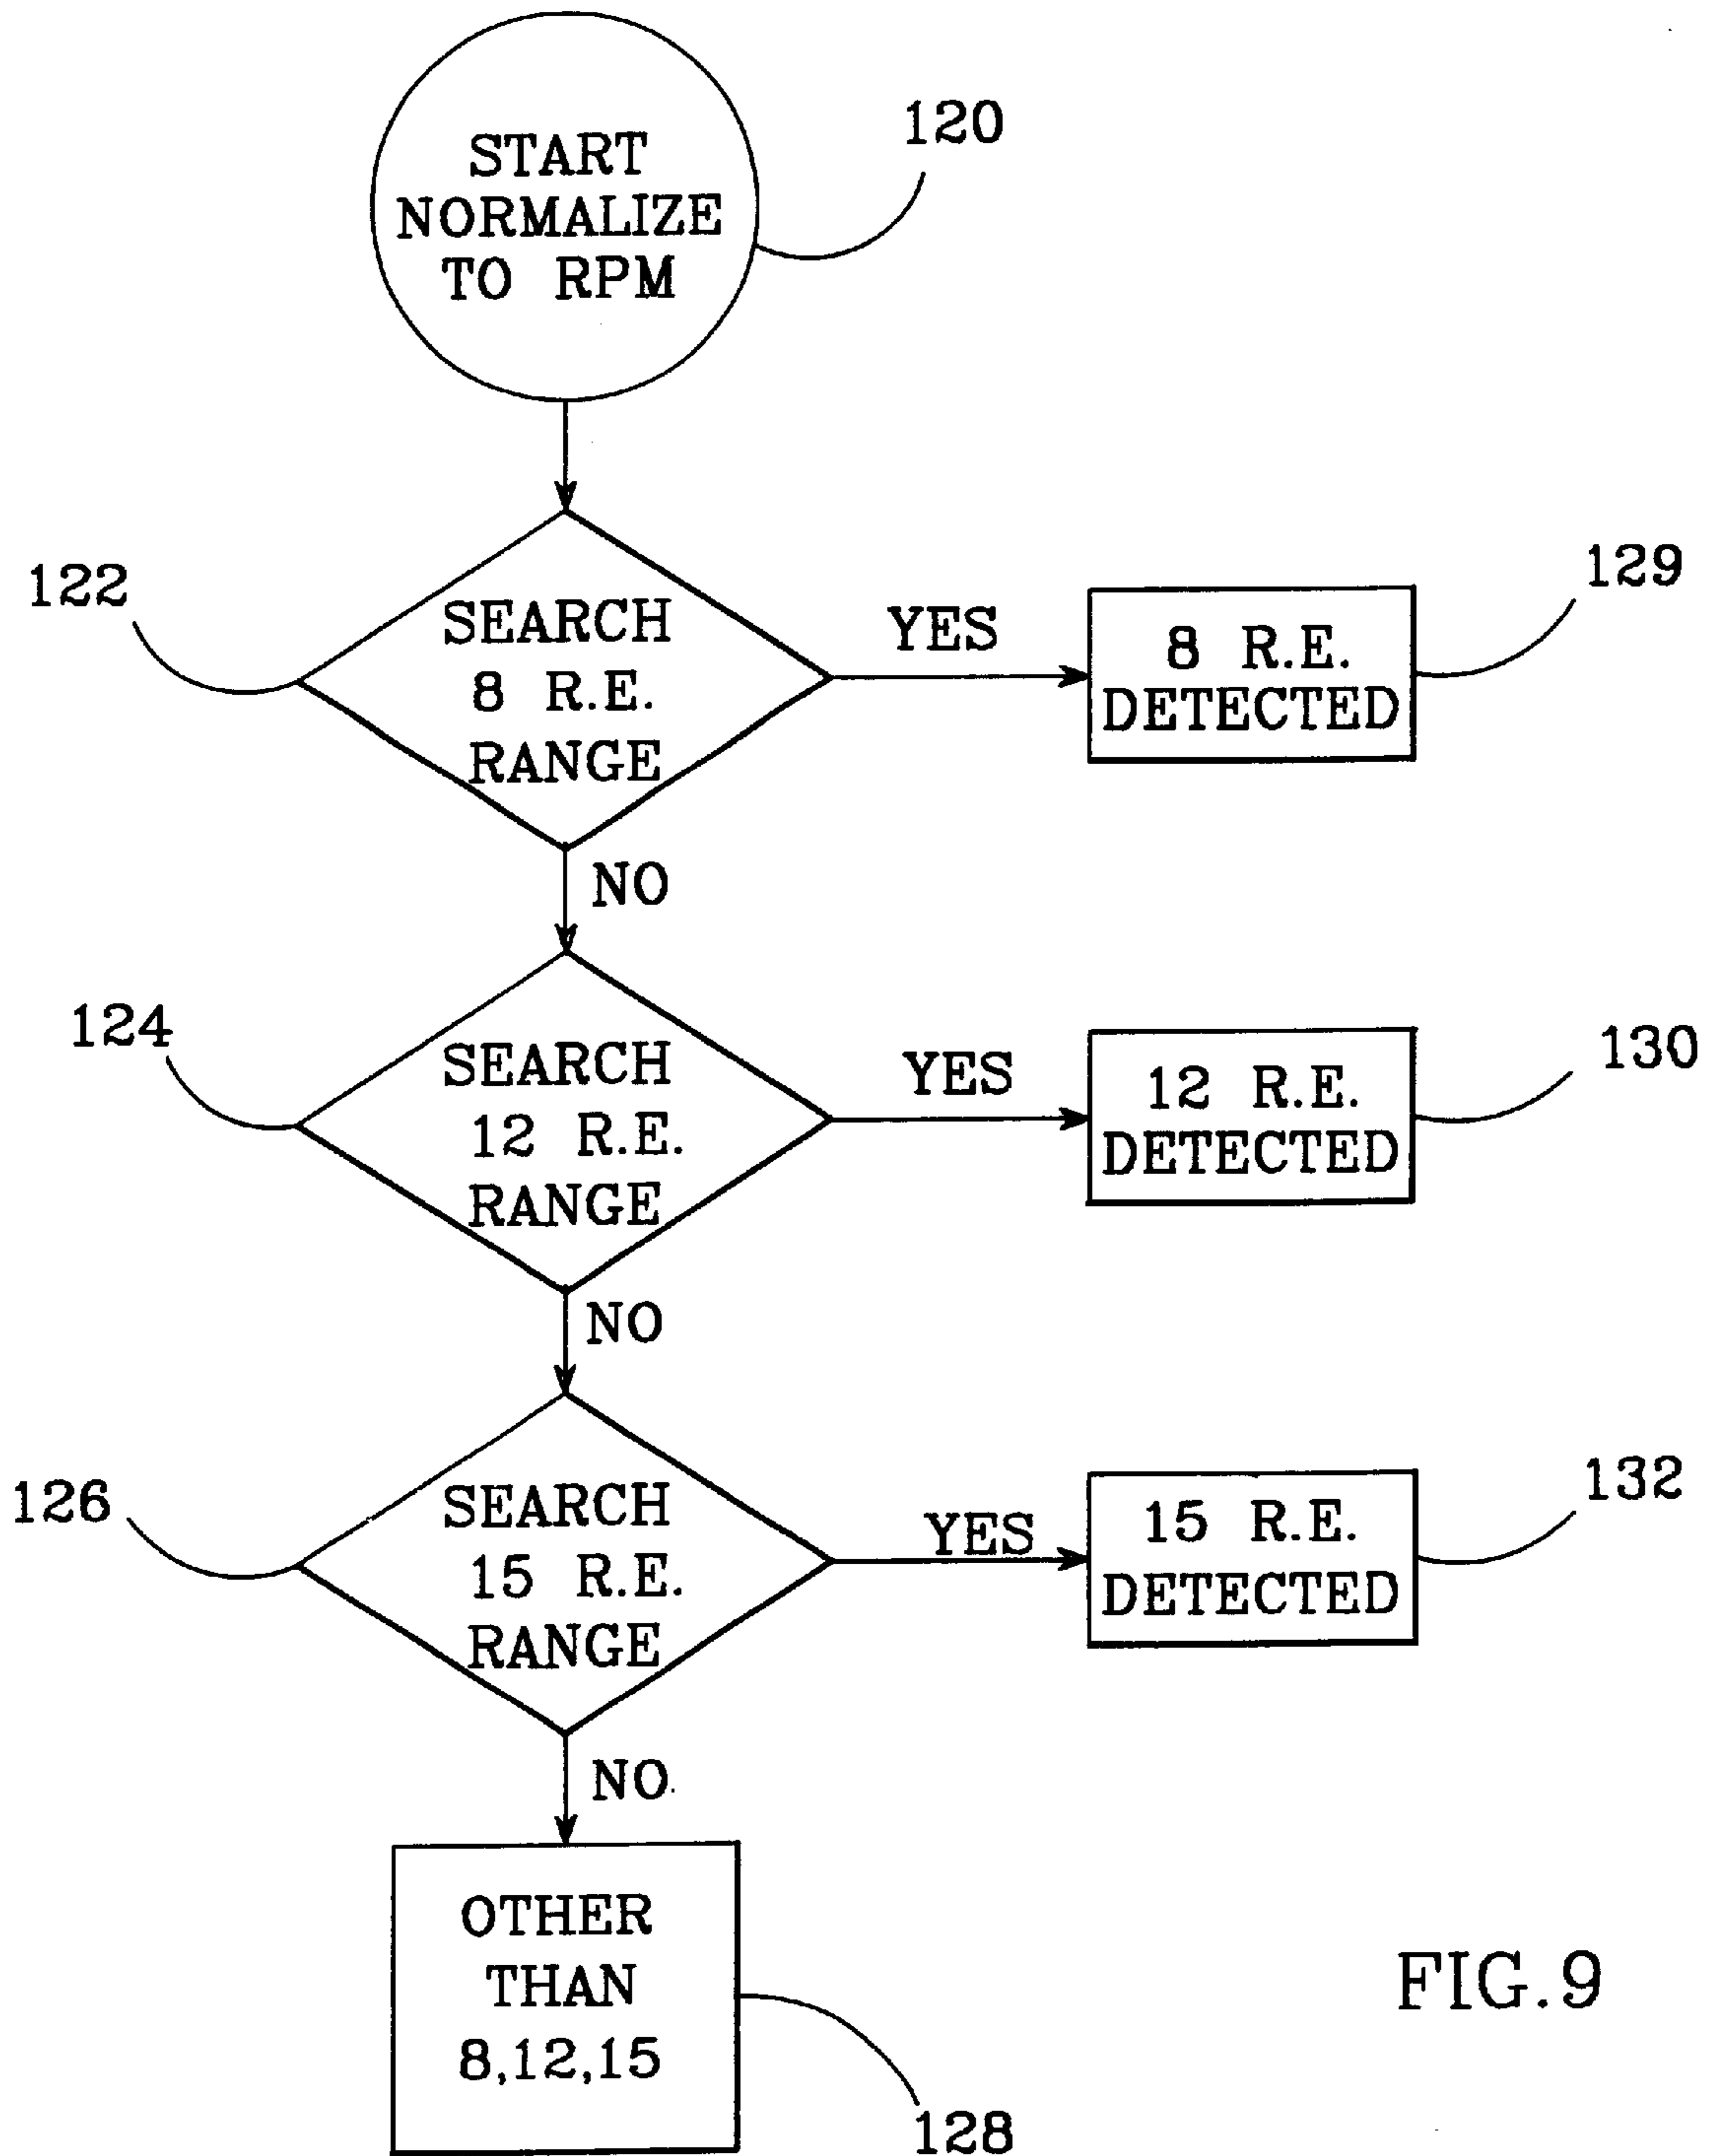 START
NORMALIZE
TO RPM
120
122
SEARCH
8 R.E.
RANGE
YES
8 R.E.
DETECTED
129
NO
124
SEARCH
12 R.E.
RANGE
YES
12 R.E.
DETECTED
130
NO
126
SEARCH
15 R.E.
RANGE
YES
15 R.E.
DETECTED
132
NO
OTHER
THAN
8,12,15
128
FIG.9